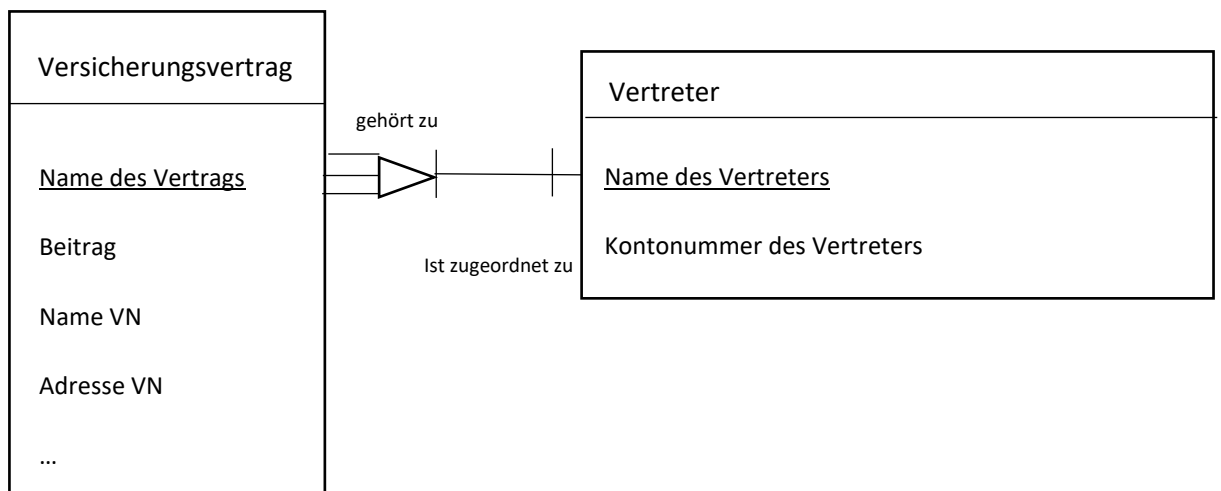 Versicherungsvertrag
Name des Vertrags
Beitrag
Name VN
Adresse VN
…
gehört zu
Ist zugeordnet zu
Vertreter
Name des Vertreters
Kontonummer des Vertreters